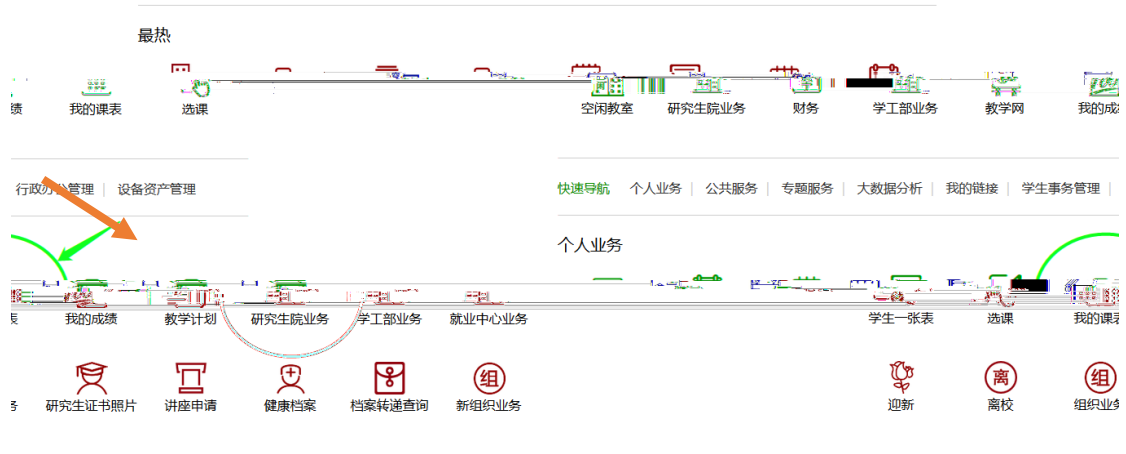 最热
绩 我的课表 选课 空闲教室 研究生院业务 财务 学工部业务 教学网 我的成
行政办公管理 | 设备资产管理 快速导航 个人业务 | 公共服务 | 专题服务 | 大数据分析 | 我的链接 | 学生事务管理 |
个人业务
表 我的成绩 教学计划 研究生院业务 学工部业务 就业中心业务 学生一张表 选课 我的课
组 离 组
务 研究生证书照片 讲座申请 健康档案 档案转递查询 新组织业务 迎新 离校 组织业